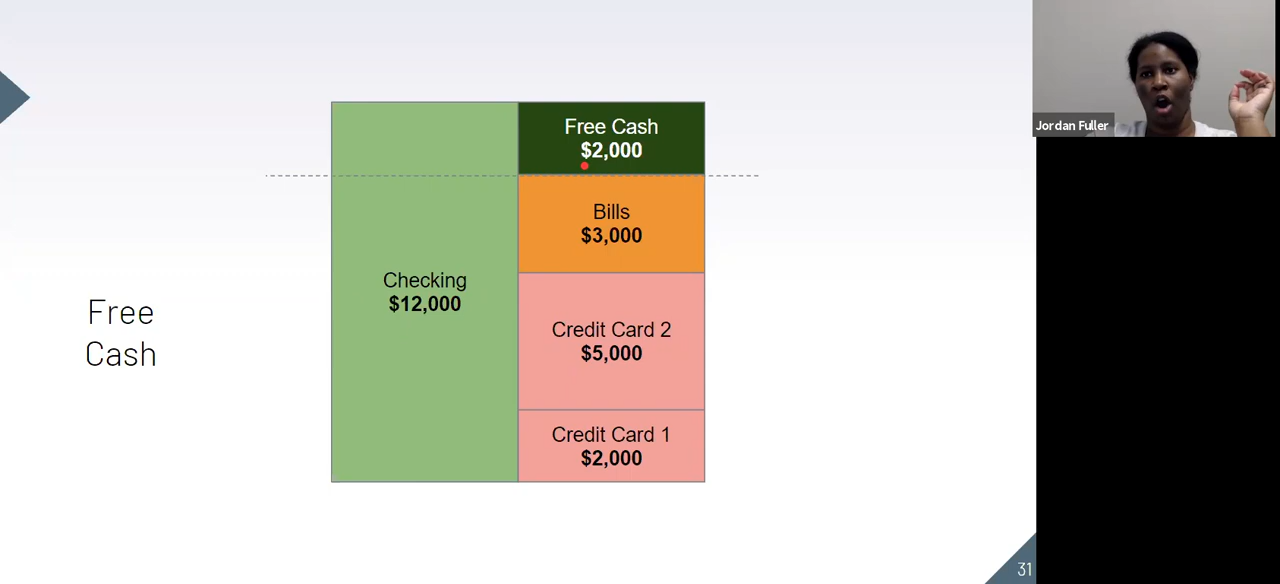 Free
Cash
Checking
$12,000
Free Cash
$2,000
Bills
$3,000
Credit Card 2
$5,000
Credit Card 1
$2,000
31
Jordan Fuller